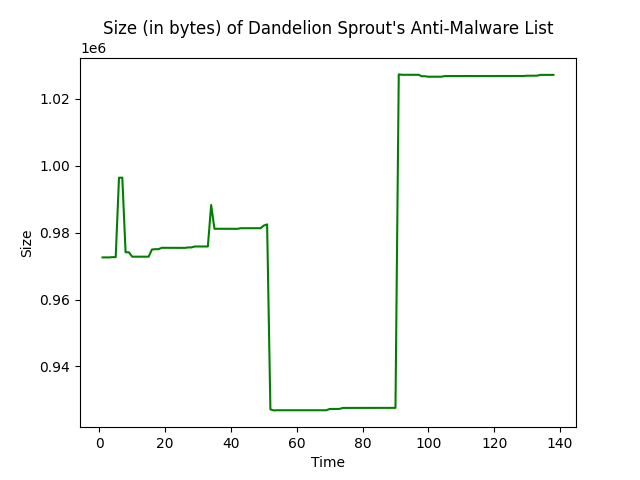 Size (in bytes) of Dandelion Sprout's Anti-Malware List
1e6
1.02
1.00
0.98
0.96
0.94
Size
0 20 40 60 80 100 120 140
Time